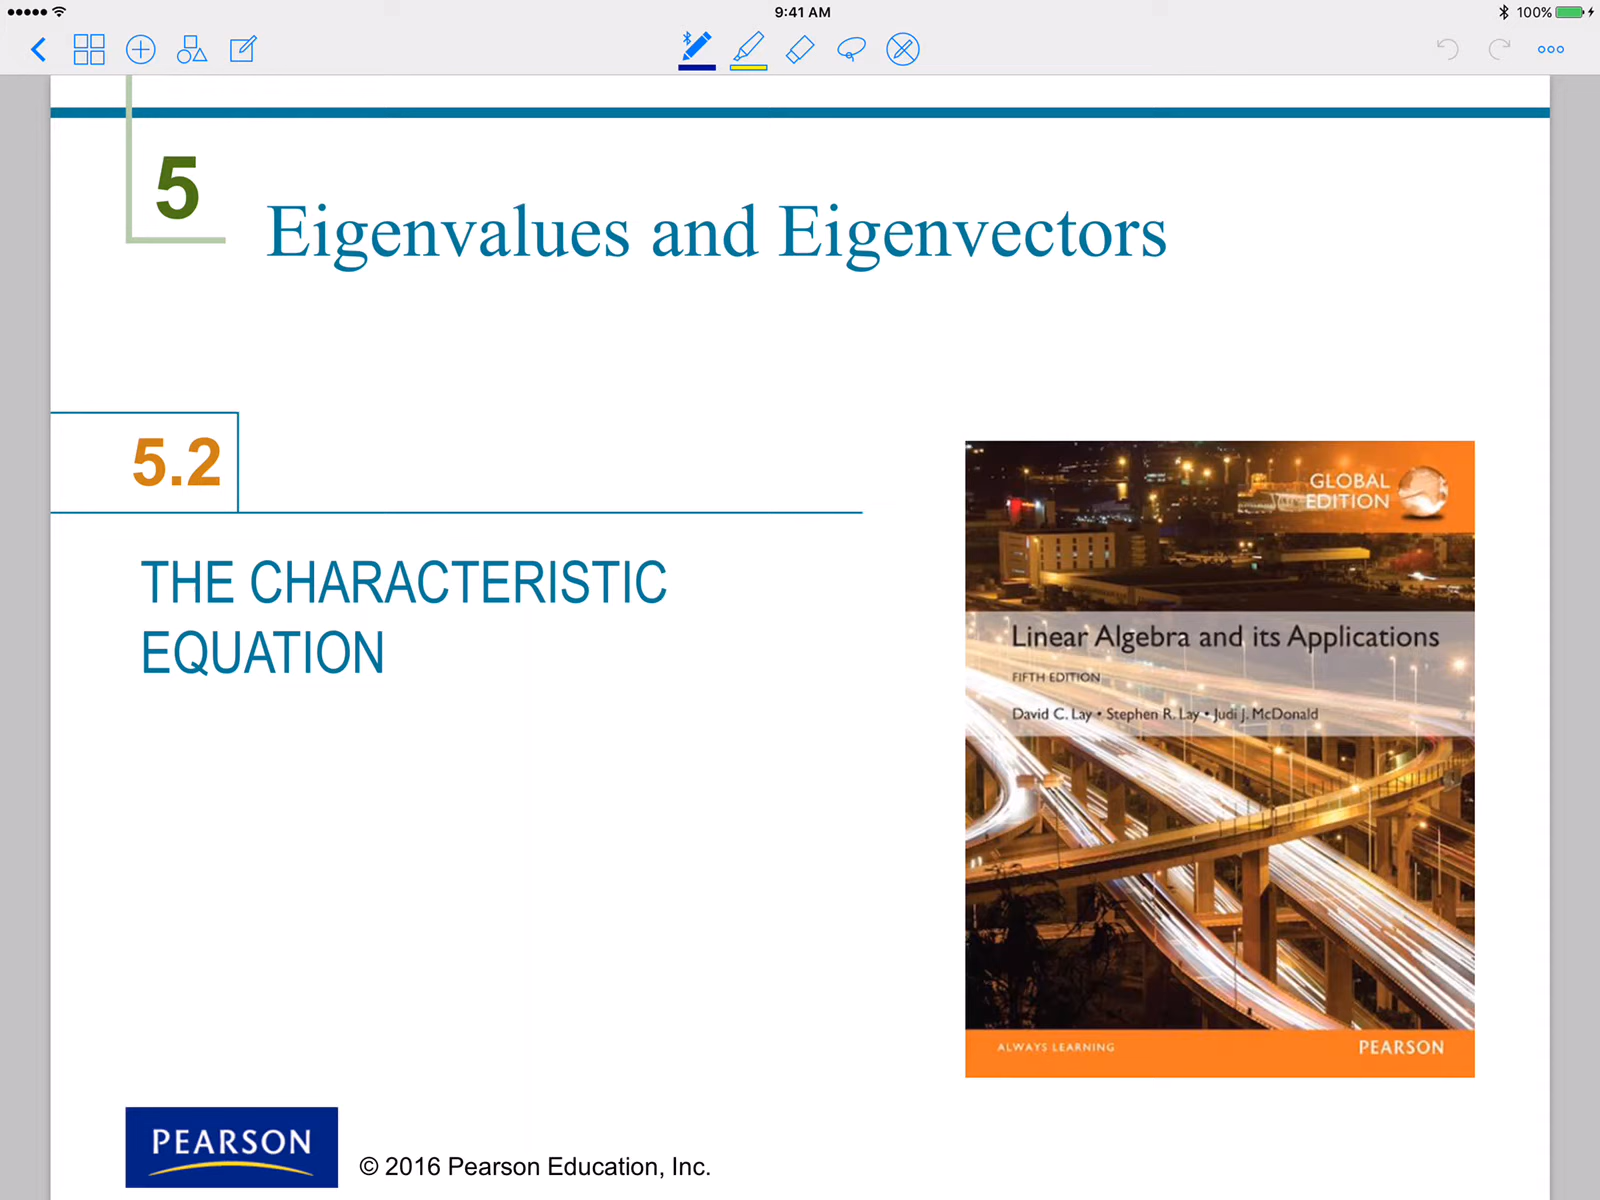 9:41 AM
100%
5
Eigenvalues and Eigenvectors
5.2
THE CHARACTERISTIC
EQUATION
GLOBAL
EDITION
Linear Algebra and its Applications
FIFTH EDITION
David C. Lay • Stephen R. Lay • Judi J. McDonald
ALWAYS LEARNING
PEARSON
PEARSON
© 2016 Pearson Education, Inc.